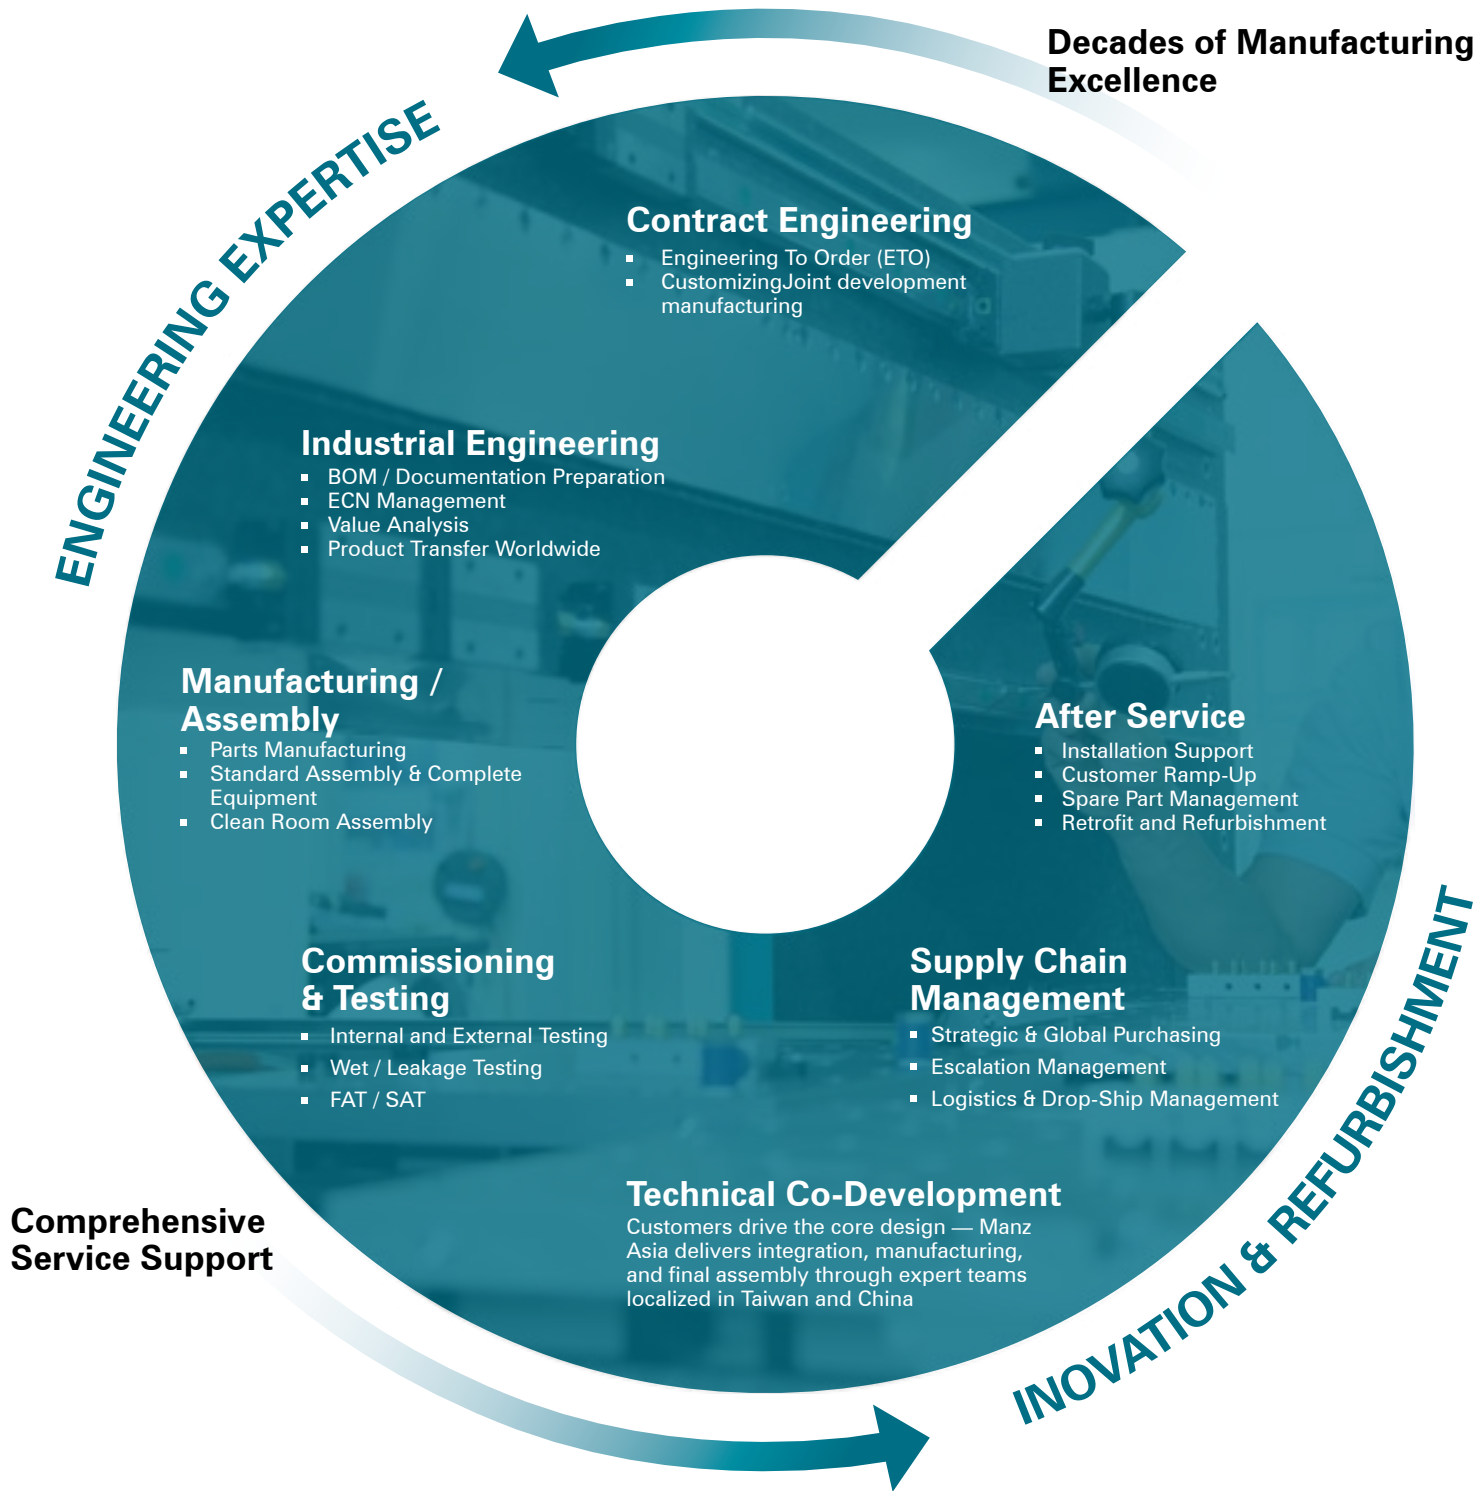 Decades of Manufacturing
Excellence
ENGINEERING EXPERTISE
Contract Engineering
▪ Engineering To Order (ETO)
▪ CustomizingJoint development
manufacturing
Industrial Engineering
▪ BOM / Documentation Preparation
▪ ECN Management
▪ Value Analysis
▪ Product Transfer Worldwide
Manufacturing /
Assembly
▪ Parts Manufacturing
▪ Standard Assembly & Complete
Equipment
▪ Clean Room Assembly
Commissioning
& Testing
▪ Internal and External Testing
▪ Wet / Leakage Testing
▪ FAT / SAT
Technical Co-Development
Customers drive the core design — Manz
Asia delivers integration, manufacturing,
and final assembly through expert teams
localized in Taiwan and China
Supply Chain
Management
▪ Strategic & Global Purchasing
▪ Escalation Management
▪ Logistics & Drop-Ship Management
After Service
▪ Installation Support
▪ Customer Ramp-Up
▪ Spare Part Management
▪ Retrofit and Refurbishment
INOVATION & REFURBISHMENT
Comprehensive
Service Support